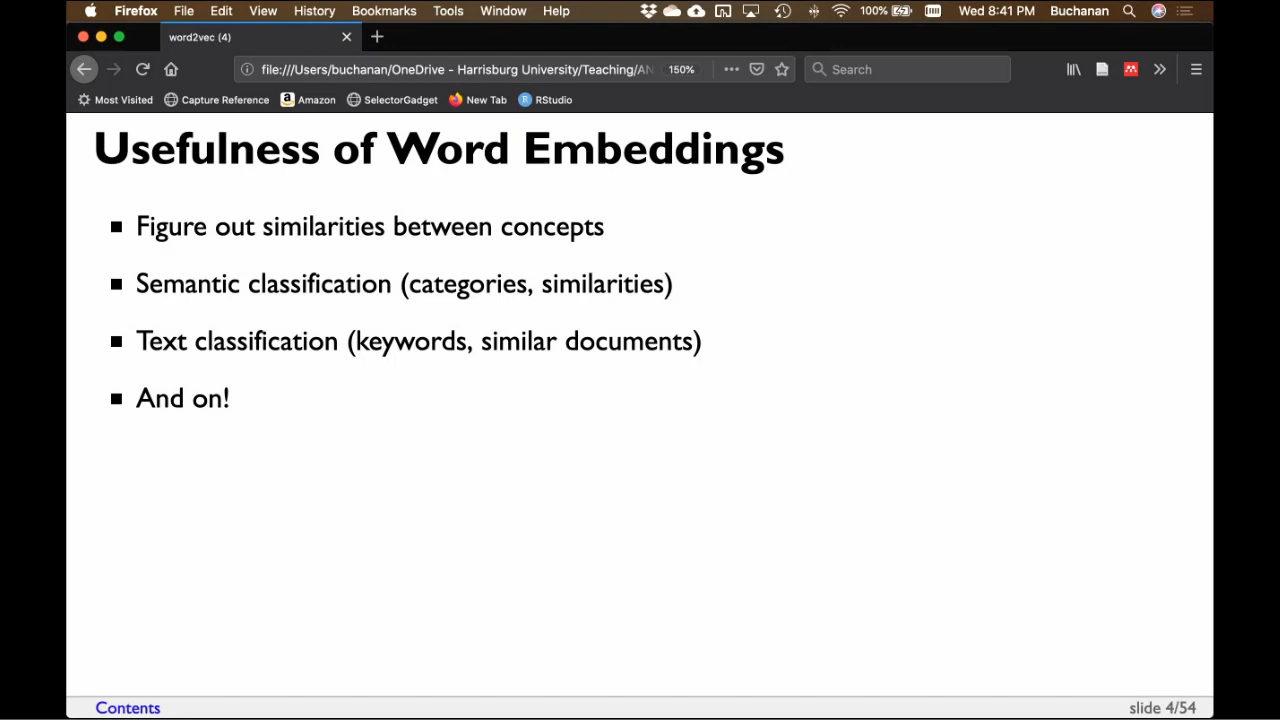 Firefox File Edit View History Bookmarks Tools Window Help 100% Wed 8:41 PM Buchanan
word2vec (4)
file:///Users/buchanan/OneDrive - Harrisburg University/Teaching/AN 150% Search
Most Visited Capture Reference Amazon SelectorGadget New Tab RStudio
Usefulness of Word Embeddings
Figure out similarities between concepts
Semantic classification (categories, similarities)
Text classification (keywords, similar documents)
And on!
Contents slide 4/54